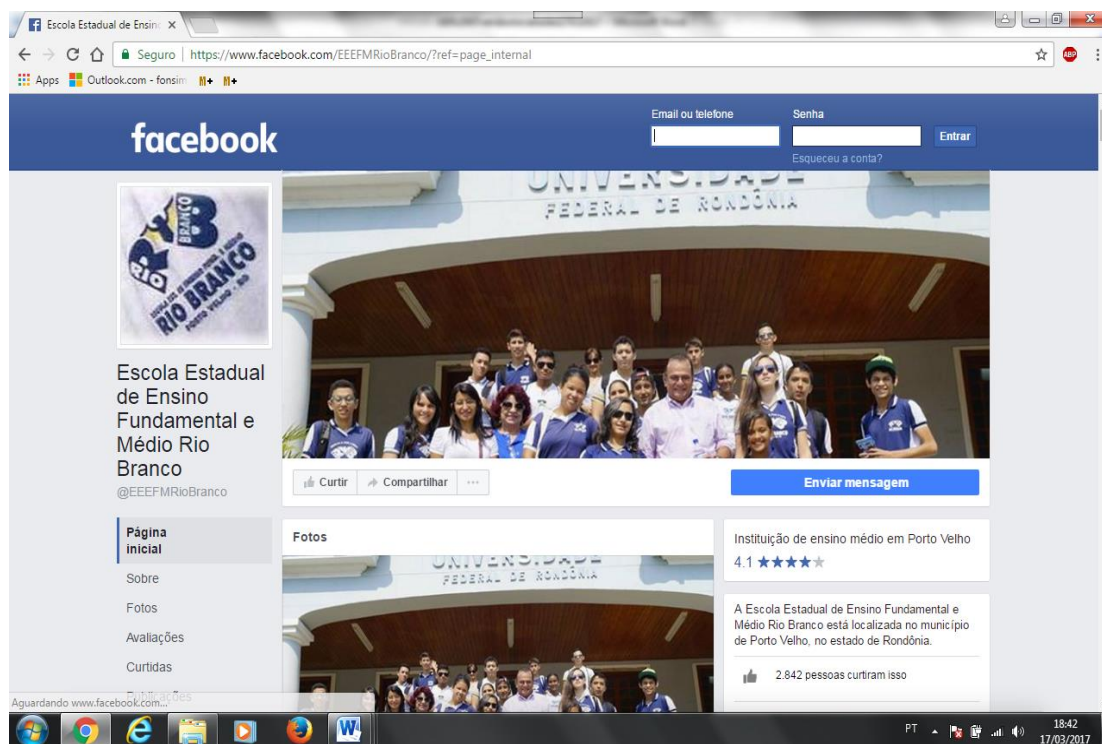 Escola Estadual de Ensin
Seguro | https://www.facebook.com/EEEFMRioBranco/?ref=page_internal
ABP
Apps Outlook.com - fonsim M+ M+
facebook
Email ou telefone
Senha
Entrar
Esqueceu a conta?
UNIVERSIDADE
FEDERAL DE RONDÔNIA
RIO
BRANCO
RIO BRANCO
PORTO VELHO - RO
Escola Estadual
de Ensino
Fundamental e
Médio Rio
Branco
@EEEFMRioBranco
Curtir Compartilhar ...
Enviar mensagem
Página
inicial
Sobre
Fotos
Avaliações
Curtidas
Publicações
Fotos
UNIVERSIDADE
FEDERAL DE RONDÔNIA
Instituição de ensino médio em Porto Velho
4.1 ★★★★★
A Escola Estadual de Ensino Fundamental e
Médio Rio Branco está localizada no município
de Porto Velho, no estado de Rondônia.
2.842 pessoas curtiram isso
Aguardando www.facebook.com...
PT
18:42
17/03/2017